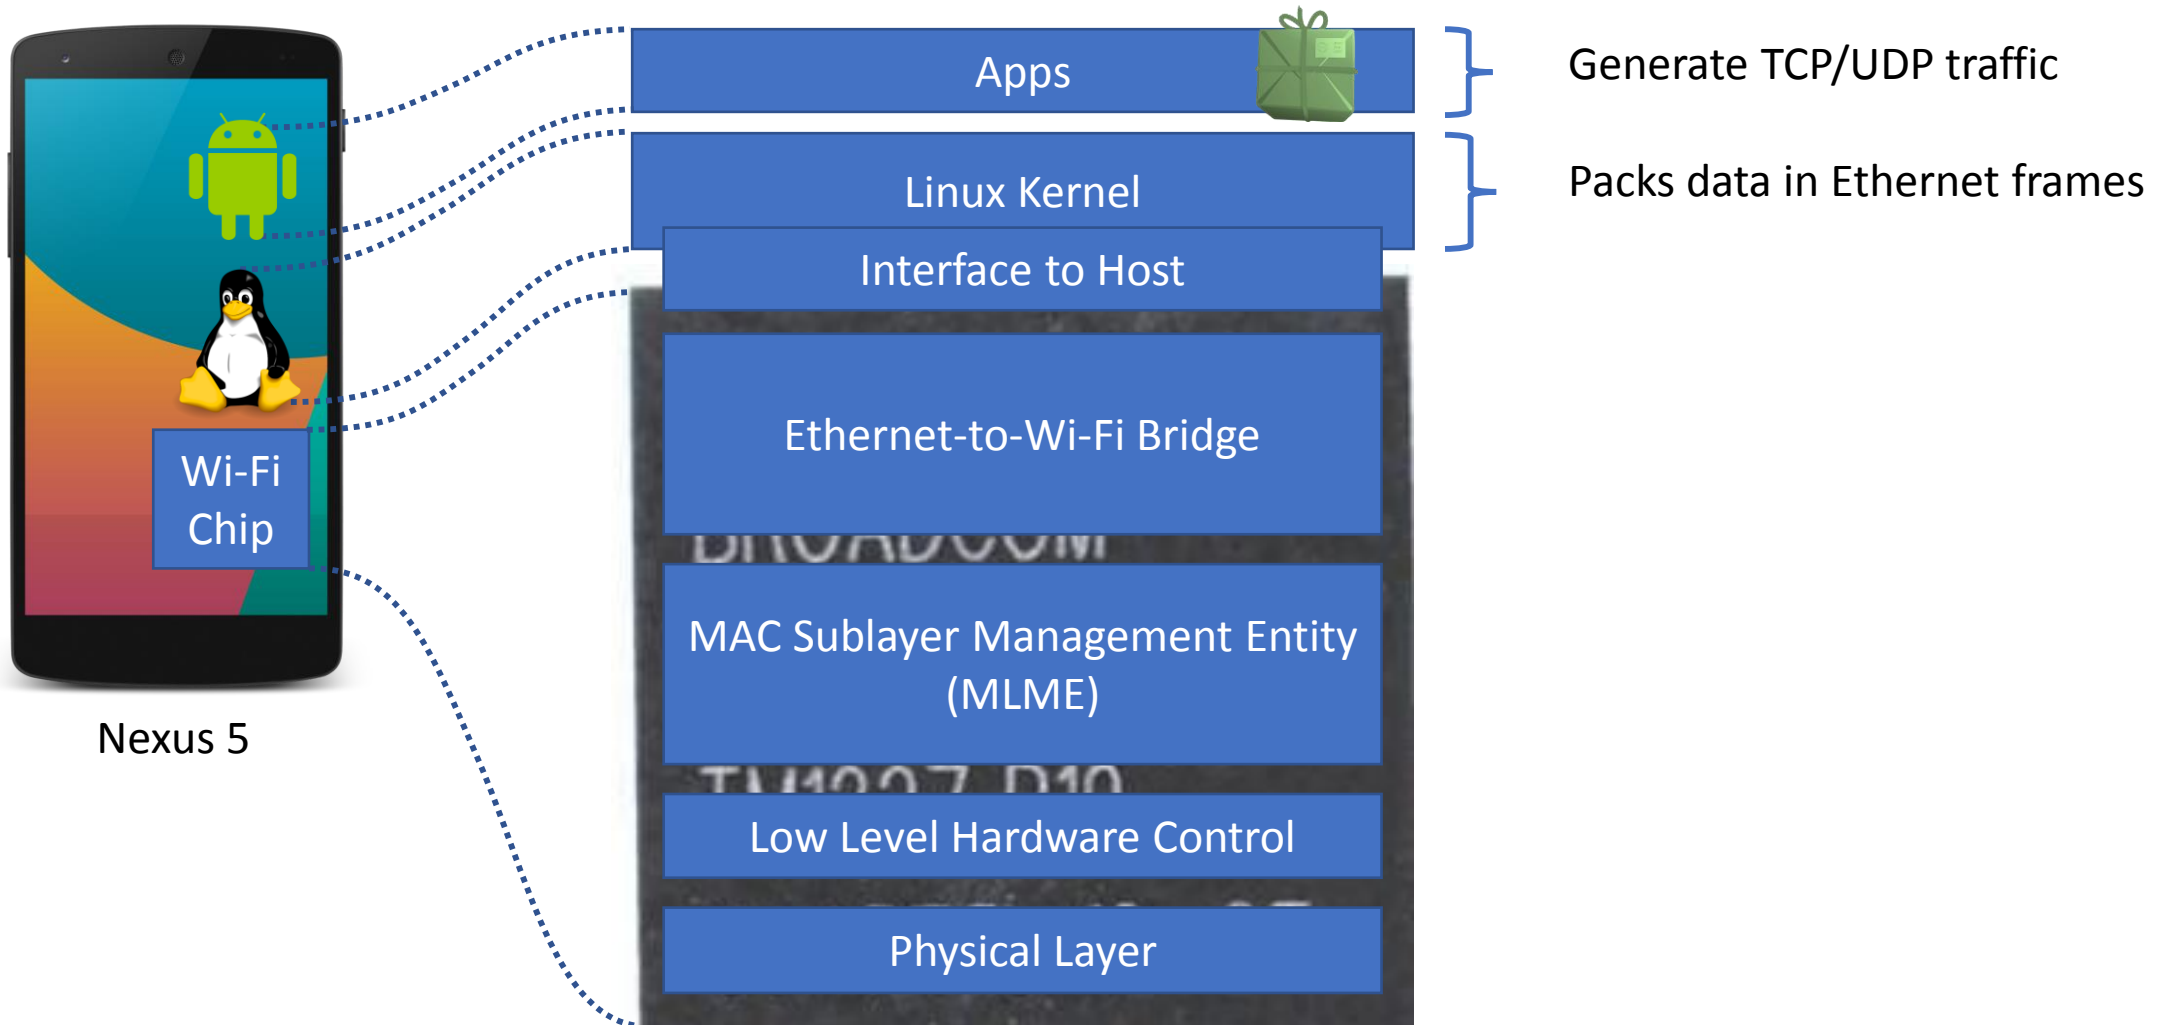 Apps
Generate TCP/UDP traffic
Linux Kernel
Packs data in Ethernet frames
Interface to Host
Ethernet-to-Wi-Fi Bridge
Wi-Fi
Chip
BROADCOM
MAC Sublayer Management Entity
(MLME)
Nexus 5
Low Level Hardware Control
Physical Layer